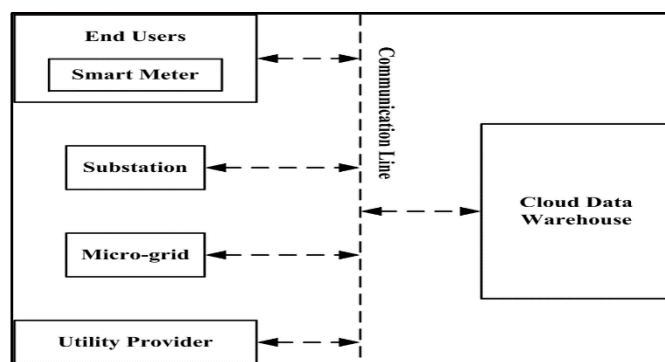 End Users
Smart Meter
Communication Line
Substation
Cloud Data
Warehouse
Micro-grid
Utility Provider